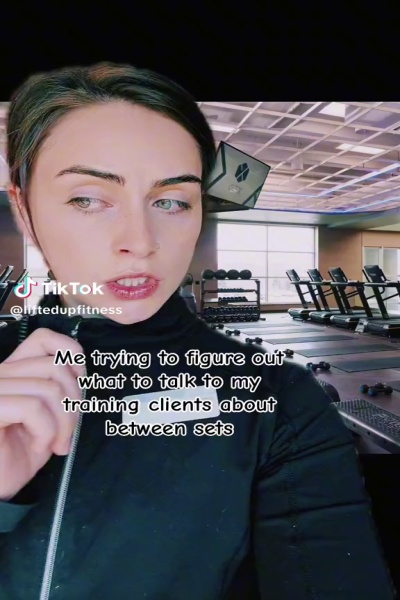 TikTok
@liftedupfitness
Me trying to figure out
what to talk to my
training clients about
between sets